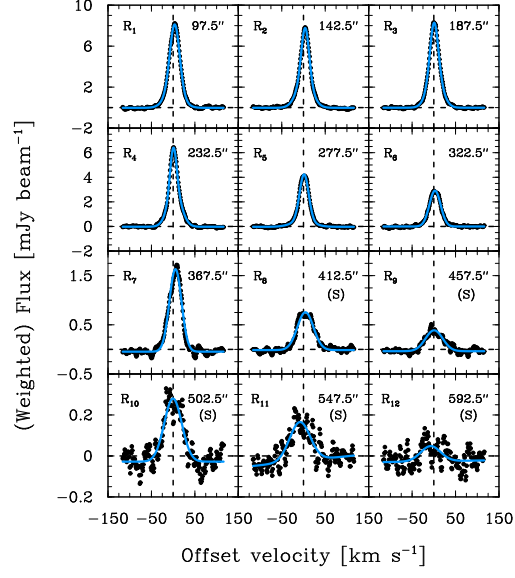 (Weighted) Flux [mJy beam⁻¹]
10
6
2
−2
R₁ 97.5″
R₂ 142.5″
R₃ 187.5″
6
4
2
0
−2
R₄ 232.5″
R₅ 277.5″
R₆ 322.5″
1.5
0.5
−0.5
R₇ 367.5″
R₈ 412.5″
(S)
R₉ 457.5″
(S)
0.5
0.2
0
−0.2
R₁₀ 502.5″
(S)
R₁₁ 547.5″
(S)
R₁₂ 592.5″
(S)
−150 −50 50 150 −50 50 150 −50 50 150
Offset velocity [km s⁻¹]